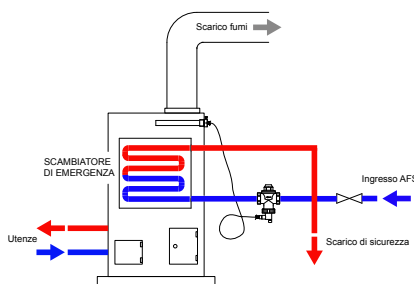 Scarico fumi
SCAMBIATORE
DI EMERGENZA
Ingresso AFS
Utenze
Scarico di sicurezza